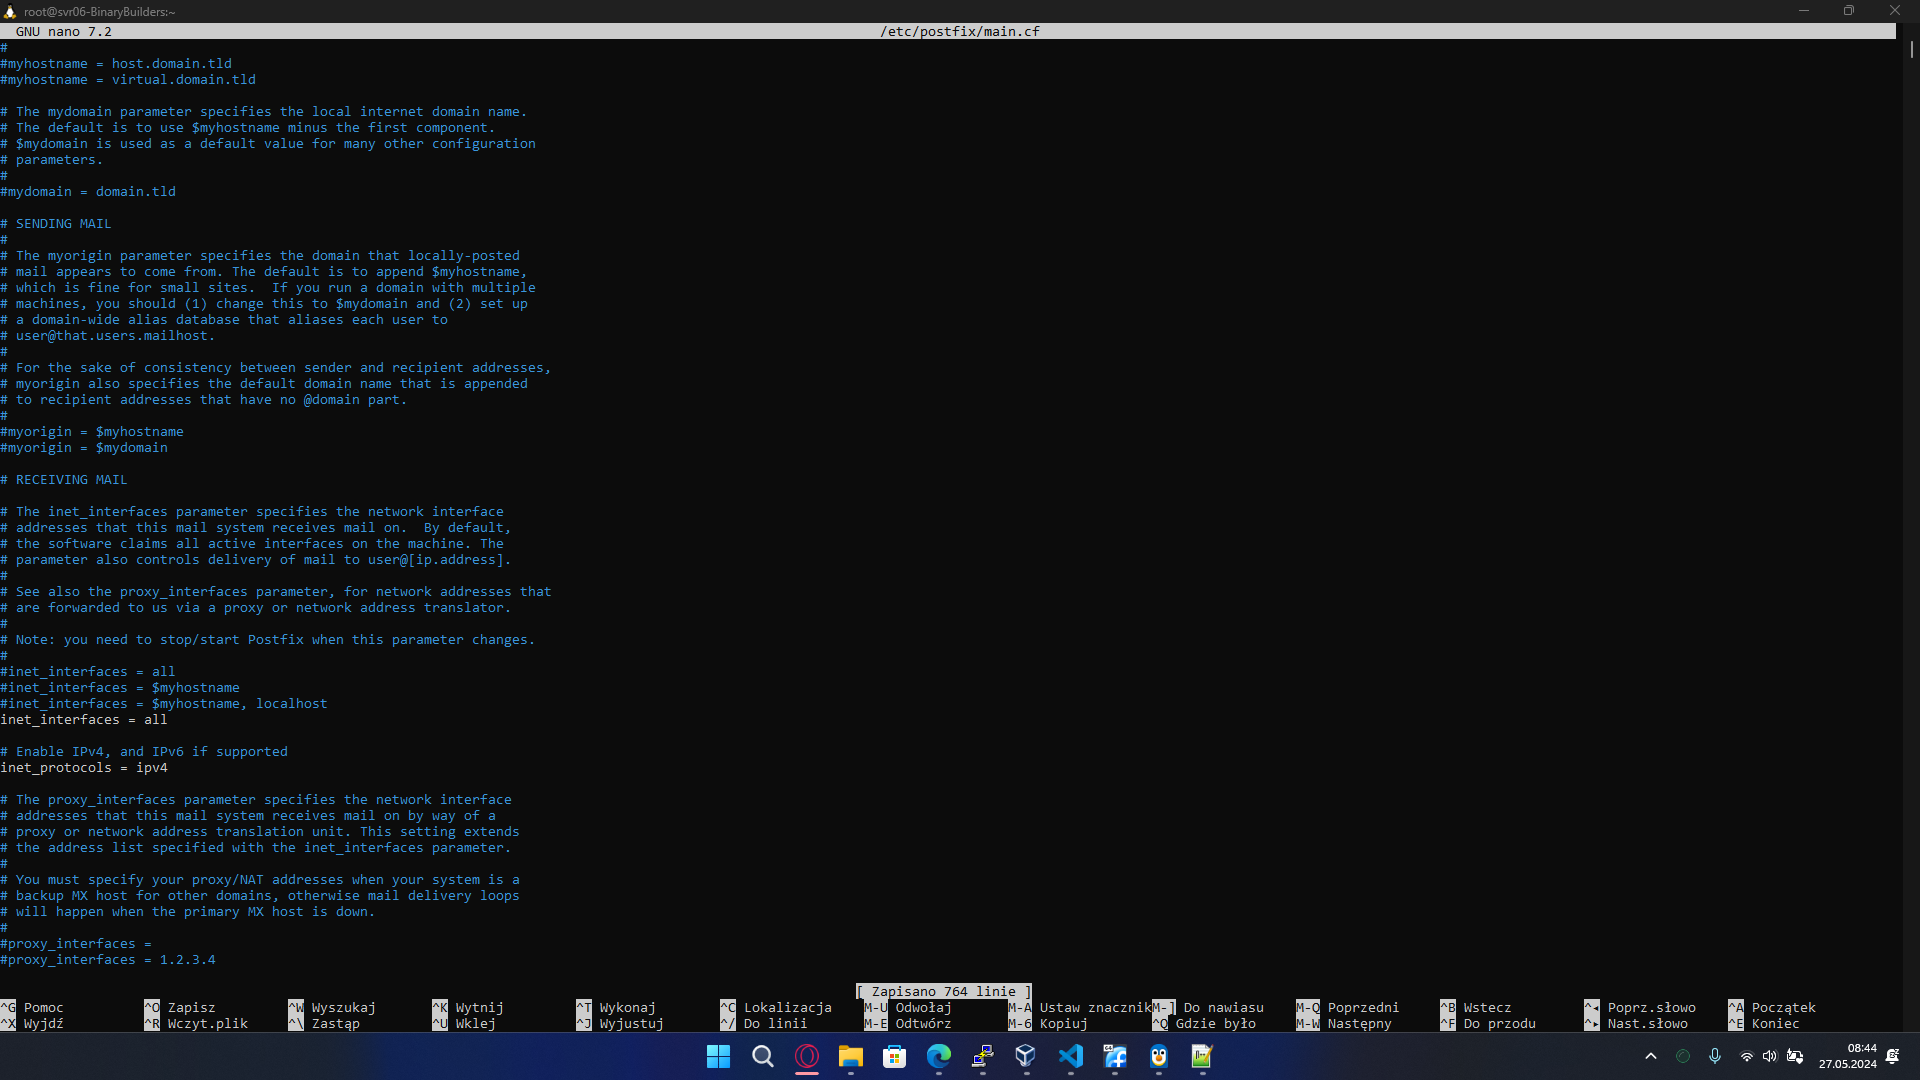 root@svr06-BinaryBuilders:~
GNU nano 7.2 /etc/postfix/main.cf
#
#myhostname = host.domain.tld
#myhostname = virtual.domain.tld

# The mydomain parameter specifies the local internet domain name.
# The default is to use $myhostname minus the first component.
# $mydomain is used as a default value for many other configuration
# parameters.
#
#mydomain = domain.tld

# SENDING MAIL
#
# The myorigin parameter specifies the domain that locally-posted
# mail appears to come from. The default is to append $myhostname,
# which is fine for small sites.  If you run a domain with multiple
# machines, you should (1) change this to $mydomain and (2) set up
# a domain-wide alias database that aliases each user to
# user@that.users.mailhost.
#
# For the sake of consistency between sender and recipient addresses,
# myorigin also specifies the default domain name that is appended
# to recipient addresses that have no @domain part.
#
#myorigin = $myhostname
#myorigin = $mydomain

# RECEIVING MAIL

# The inet_interfaces parameter specifies the network interface
# addresses that this mail system receives mail on.  By default,
# the software claims all active interfaces on the machine. The
# parameter also controls delivery of mail to user@[ip.address].
#
# See also the proxy_interfaces parameter, for network addresses that
# are forwarded to us via a proxy or network address translator.
#
# Note: you need to stop/start Postfix when this parameter changes.
#
#inet_interfaces = all
#inet_interfaces = $myhostname
#inet_interfaces = $myhostname, localhost
inet_interfaces = all

# Enable IPv4, and IPv6 if supported
inet_protocols = ipv4

# The proxy_interfaces parameter specifies the network interface
# addresses that this mail system receives mail on by way of a
# proxy or network address translation unit. This setting extends
# the address list specified with the inet_interfaces parameter.
#
# You must specify your proxy/NAT addresses when your system is a
# backup MX host for other domains, otherwise mail delivery loops
# will happen when the primary MX host is down.
#
#proxy_interfaces =
#proxy_interfaces = 1.2.3.4

[ Zapisano 764 linie ]
^G Pomoc ^O Zapisz ^W Wyszukaj ^K Wytnij ^T Wykonaj ^C Lokalizacja M-U Odwołaj M-A Ustaw znacznik M-] Do nawiasu M-Q Poprzedni ^B Wstecz ^◂ Poprz.słowo ^A Początek
^X Wyjdź ^R Wczyt.plik ^\ Zastąp ^U Wklej ^J Wyjustuj ^/ Do linii M-E Odtwórz M-6 Kopiuj ^Q Gdzie było M-W Następny ^F Do przodu ^▸ Nast.słowo ^E Koniec
08:44
27.05.2024